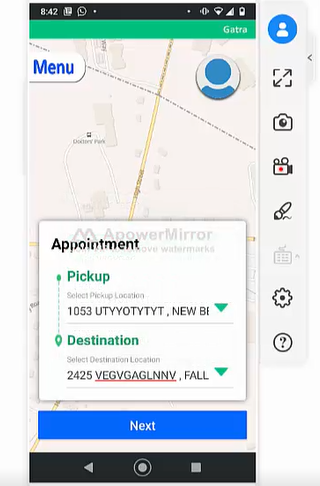 8:42
Gatra
Menu
Doctors' Park
ApowerMirror
Appointment
ove watermarks
Pickup
Select Pickup Location
1053 UTYYOTYTYT , NEW BE
Destination
Select Destination Location
2425 VEGVGAGLNNV , FALL
Next